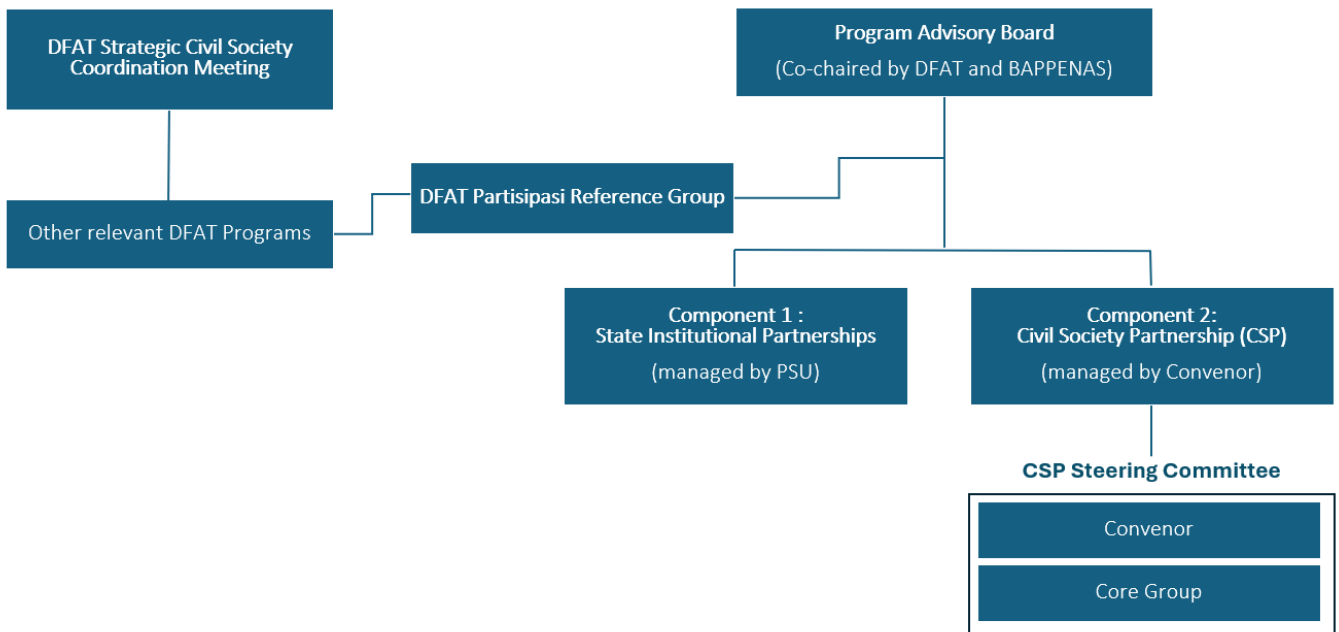 DFAT Strategic Civil Society
Coordination Meeting
Program Advisory Board
(Co-chaired by DFAT and BAPPENAS)
DFAT Partisipasi Reference Group
Other relevant DFAT Programs
Component 1 :
State Institutional Partnerships
(managed by PSU)
Component 2:
Civil Society Partnership (CSP)
(managed by Convenor)
CSP Steering Committee
Convenor
Core Group